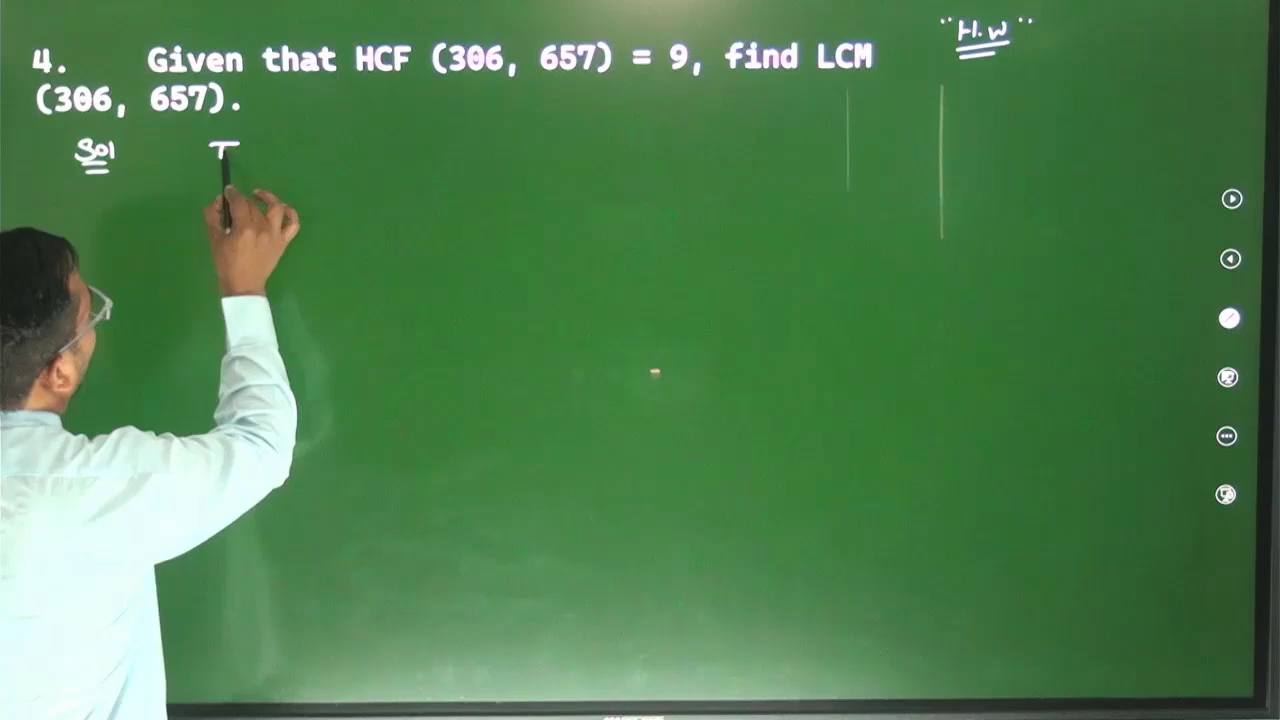 "H.W"
4. Given that HCF (306, 657) = 9, find LCM
(306, 657).
Sol T